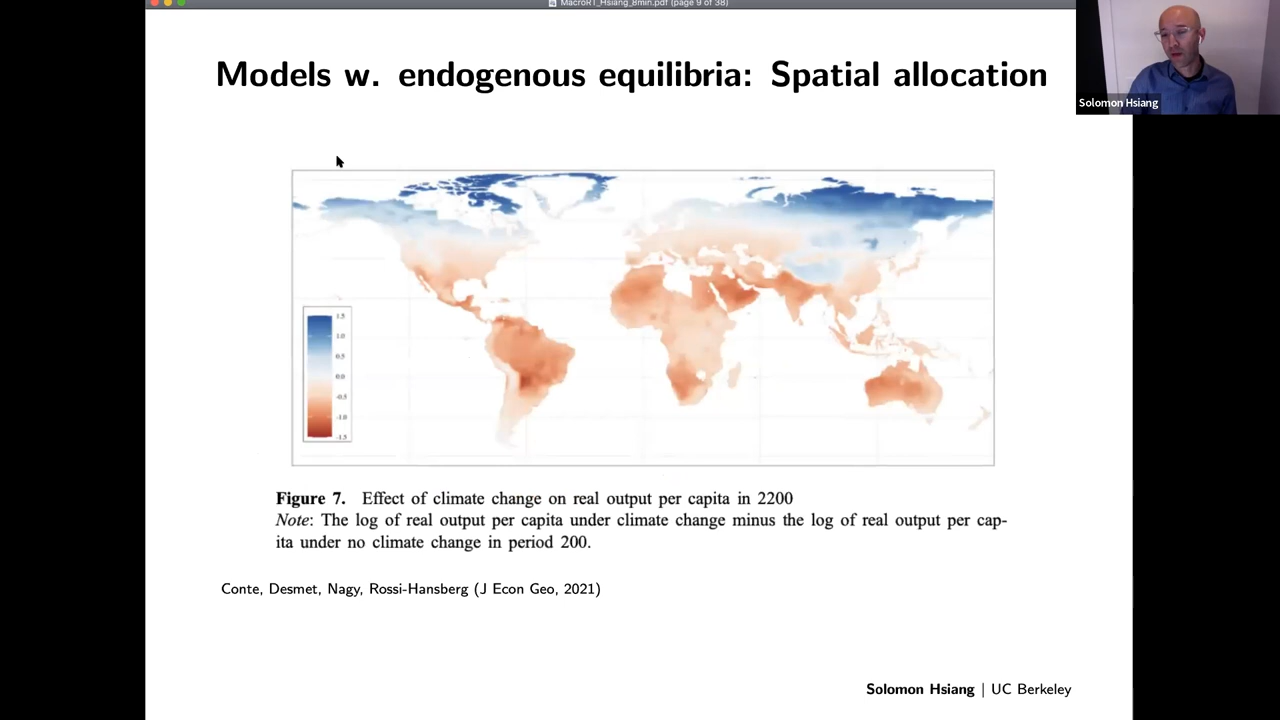 MacroRT_Hsiang_8min.pdf (page 9 of 38)
Models w. endogenous equilibria: Spatial allocation
Solomon Hsiang
1.5
1.0
0.5
0.0
-0.5
-1.0
-1.5
Figure 7. Effect of climate change on real output per capita in 2200
Note: The log of real output per capita under climate change minus the log of real output per cap-
ita under no climate change in period 200.
Conte, Desmet, Nagy, Rossi-Hansberg (J Econ Geo, 2021)
Solomon Hsiang | UC Berkeley